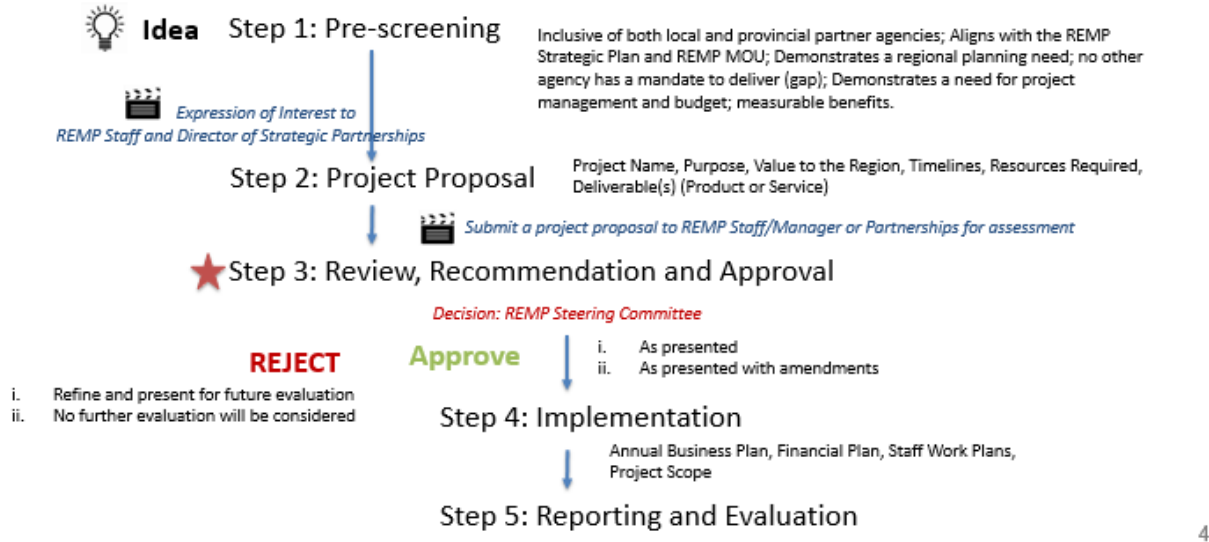 Idea
Step 1: Pre-screening
Inclusive of both local and provincial partner agencies; Aligns with the REMP
Strategic Plan and REMP MOU; Demonstrates a regional planning need; no other
agency has a mandate to deliver (gap); Demonstrates a need for project
management and budget; measurable benefits.
Expression of Interest to
REMP Staff and Director of Strategic Partnerships
Step 2: Project Proposal
Project Name, Purpose, Value to the Region, Timelines, Resources Required,
Deliverable(s) (Product or Service)
Submit a project proposal to REMP Staff/Manager or Partnerships for assessment
Step 3: Review, Recommendation and Approval
Decision: REMP Steering Committee
REJECT
i. Refine and present for future evaluation
ii. No further evaluation will be considered
Approve
i. As presented
ii. As presented with amendments
Step 4: Implementation
Annual Business Plan, Financial Plan, Staff Work Plans,
Project Scope
Step 5: Reporting and Evaluation
4